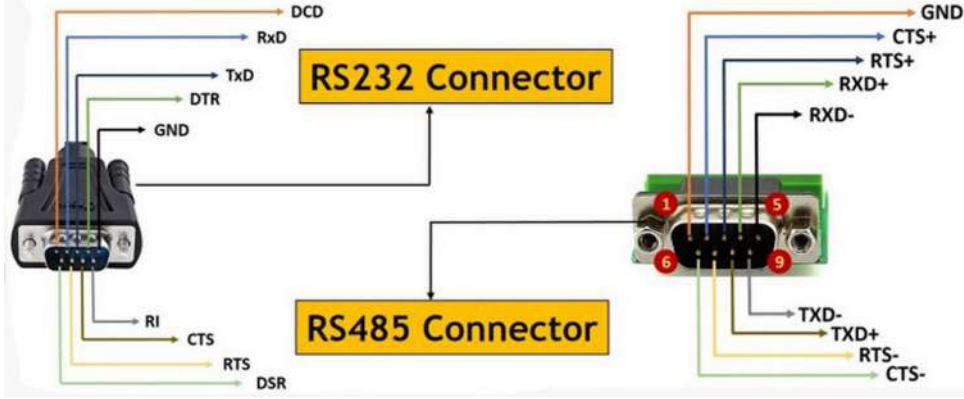 DCD
RxD
TxD
DTR
GND
RS232 Connector
GND
CTS+
RTS+
RXD+
RXD-
1
5
6
9
RI
CTS
RTS
DSR
RS485 Connector
TXD-
TXD+
RTS-
CTS-